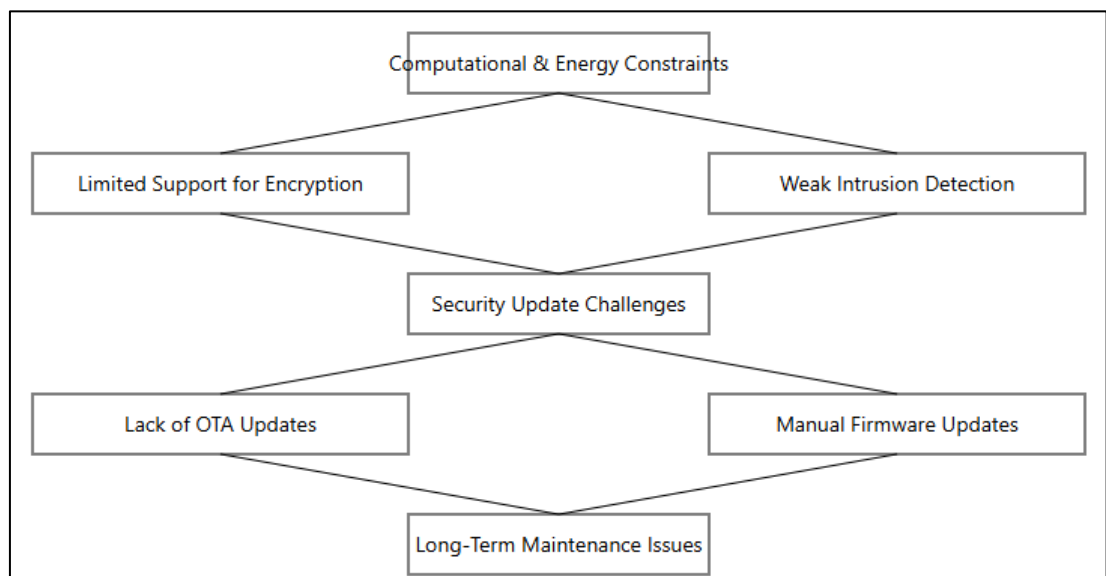 Computational & Energy Constraints
Limited Support for Encryption
Weak Intrusion Detection
Security Update Challenges
Lack of OTA Updates
Manual Firmware Updates
Long-Term Maintenance Issues